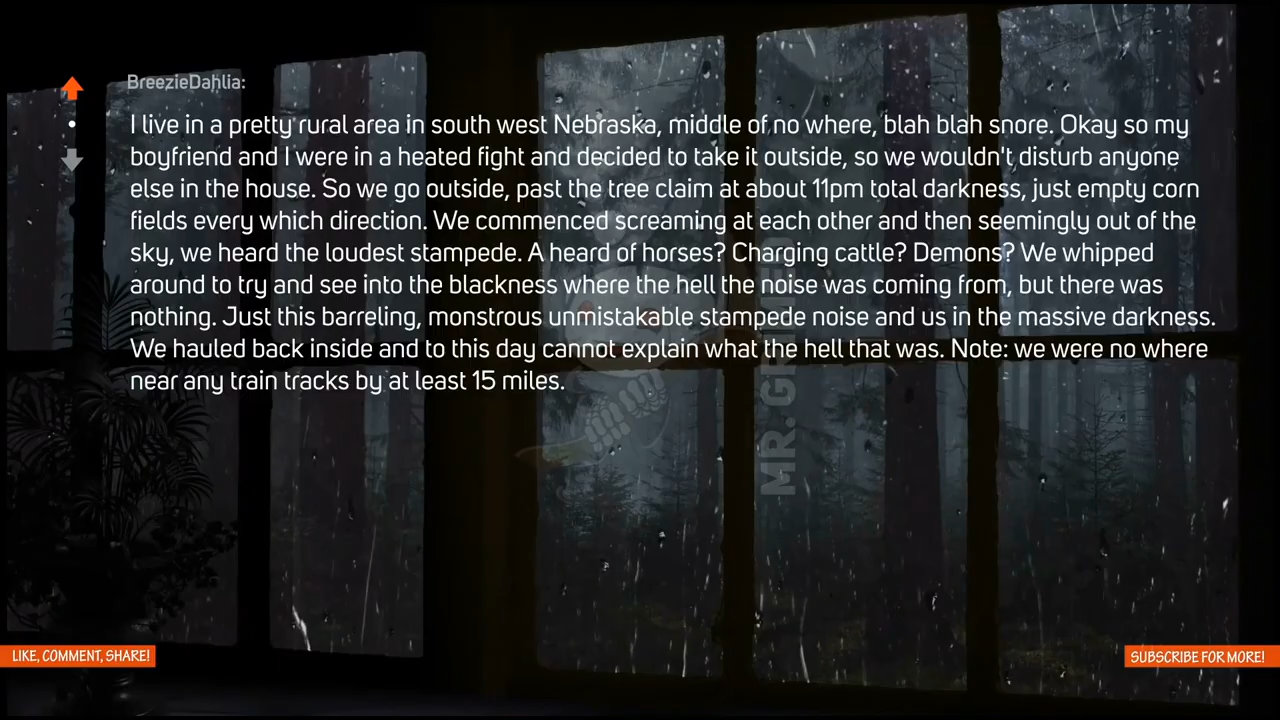 BreezieDahlia:
I live in a pretty rural area in south west Nebraska, middle of no where, blah blah snore. Okay so my
boyfriend and I were in a heated fight and decided to take it outside, so we wouldn't disturb anyone
else in the house. So we go outside, past the tree claim at about 11pm total darkness, just empty corn
fields every which direction. We commenced screaming at each other and then seemingly out of the
sky, we heard the loudest stampede. A heard of horses? Charging cattle? Demons? We whipped
around to try and see into the blackness where the hell the noise was coming from, but there was
nothing. Just this barreling, monstrous unmistakable stampede noise and us in the massive darkness.
We hauled back inside and to this day cannot explain what the hell that was. Note: we were no where
near any train tracks by at least 15 miles.
MR. GRINED
LIKE, COMMENT, SHARE!
SUBSCRIBE FOR MORE!